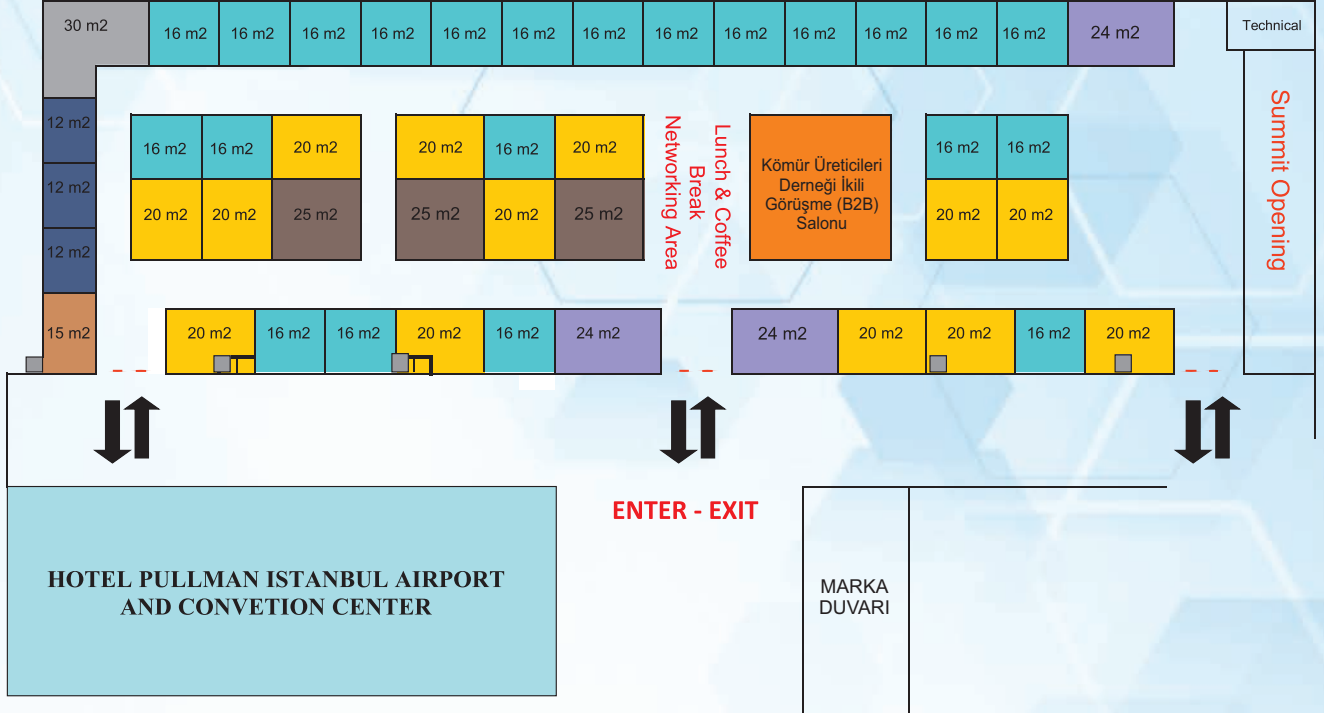 30 m2
16 m2 16 m2 16 m2 16 m2 16 m2 16 m2 16 m2 16 m2 16 m2 16 m2 16 m2 16 m2 16 m2
24 m2
Technical
12 m2
12 m2
12 m2
15 m2
16 m2 16 m2 20 m2
20 m2 20 m2 25 m2
20 m2 16 m2 20 m2
25 m2 20 m2 25 m2
Networking Area
Break
Lunch & Coffee
Kömür Üreticileri
Derneği İkili
Görüşme (B2B)
Salonu
16 m2 16 m2
20 m2 20 m2
Summit Opening
20 m2 16 m2 16 m2 20 m2 16 m2 24 m2
24 m2 20 m2 20 m2 16 m2 20 m2
ENTER - EXIT
HOTEL PULLMAN ISTANBUL AIRPORT
AND CONVETION CENTER
MARKA
DUVARI